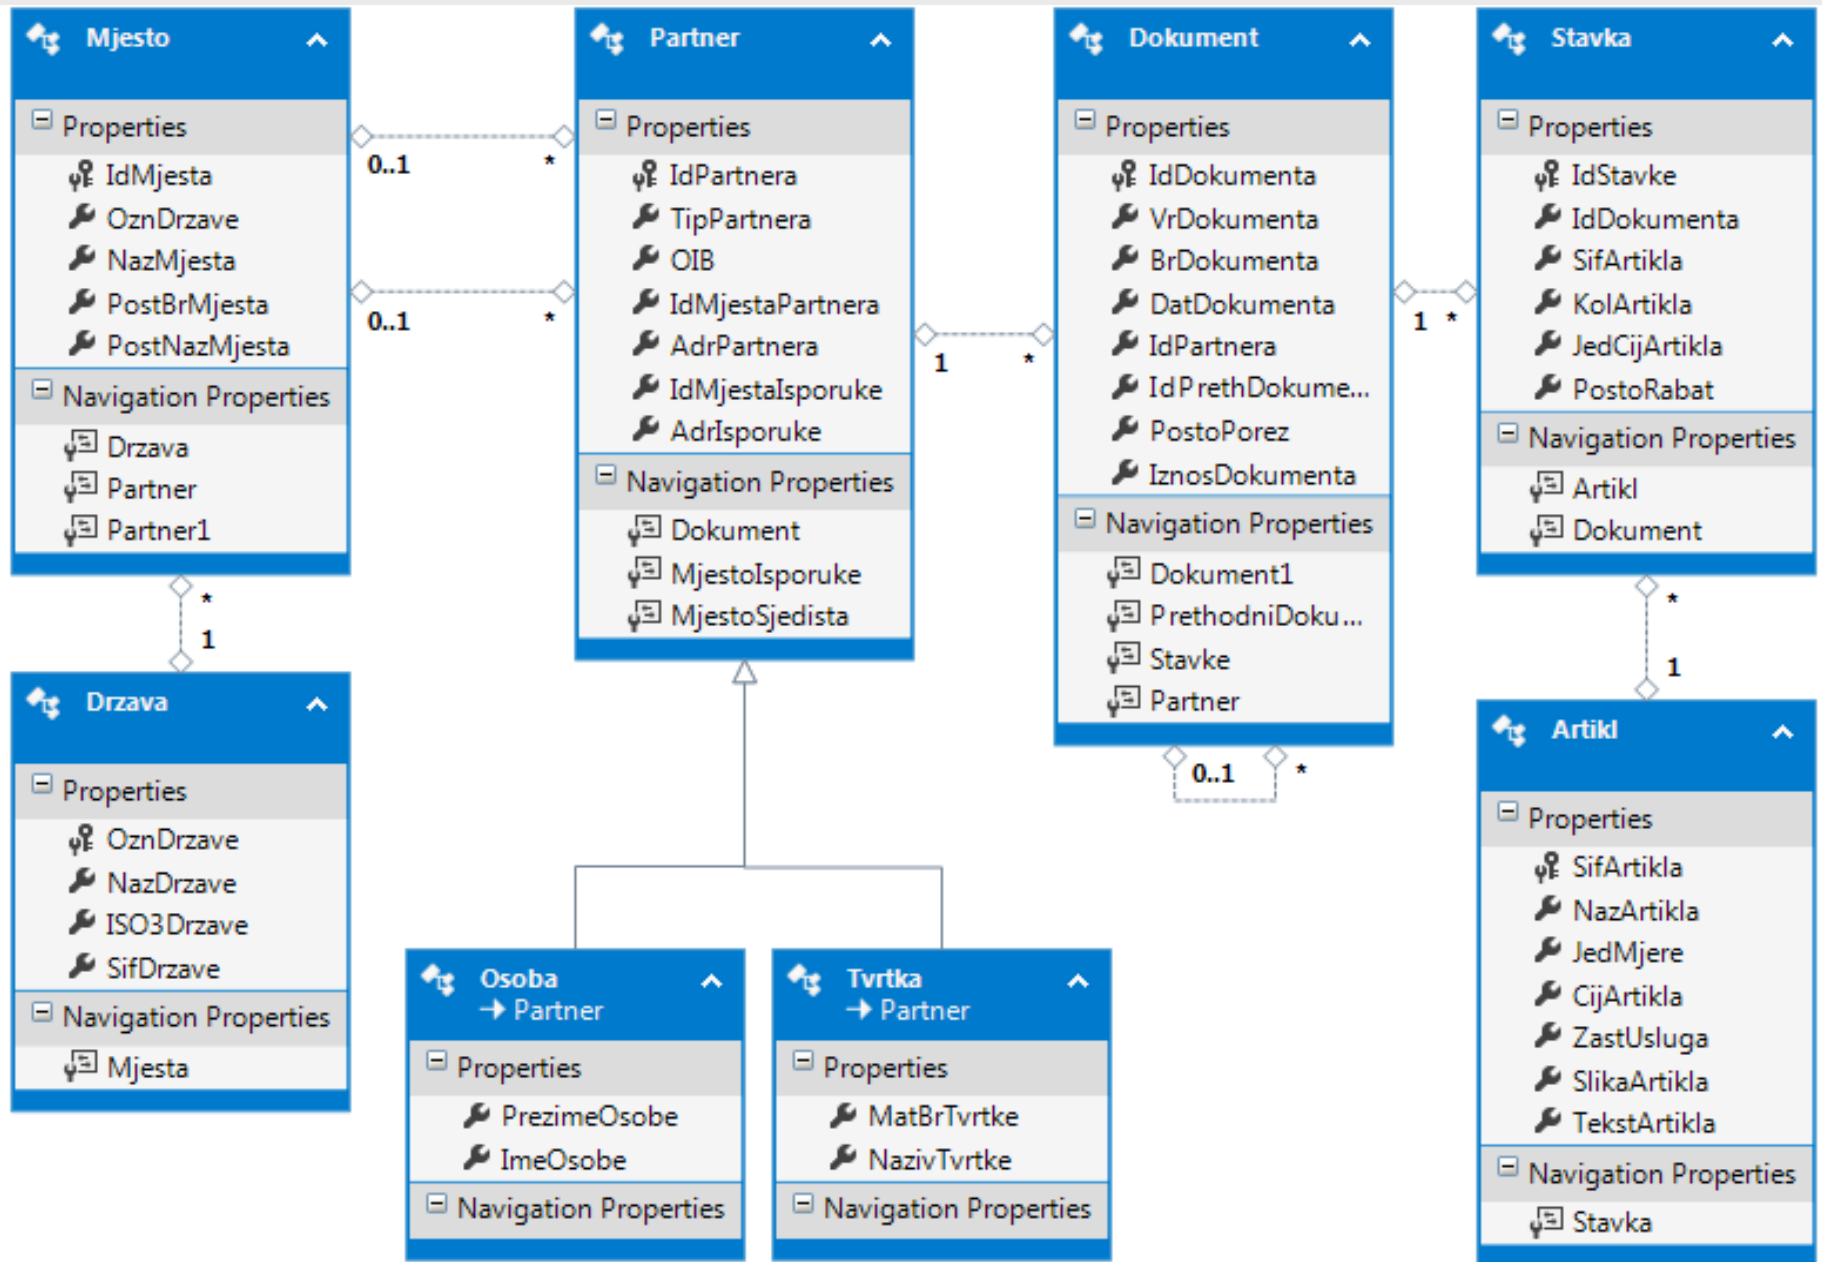 Mjesto
Properties
IdMjesta
OznDrzave
NazMjesta
PostBrMjesta
PostNazMjesta
Navigation Properties
Drzava
Partner
Partner1
0..1
*
0..1
*
Partner
Properties
IdPartnera
TipPartnera
OIB
IdMjestaPartnera
AdrPartnera
IdMjestaIsporuke
AdrIsporuke
Navigation Properties
Dokument
MjestoIsporuke
MjestoSjedista
1
*
Dokument
Properties
IdDokumenta
VrDokumenta
BrDokumenta
DatDokumenta
IdPartnera
IdPrethDokume...
PostoPorez
IznosDokumenta
Navigation Properties
Dokument1
PrethodniDoku...
Stavke
Partner
0..1
*
1
*
Stavka
Properties
IdStavke
IdDokumenta
SifArtikla
KolArtikla
JedCijArtikla
PostoRabat
Navigation Properties
Artikl
Dokument
*
1
*
1
Drzava
Properties
OznDrzave
NazDrzave
ISO3Drzave
SifDrzave
Navigation Properties
Mjesta
Osoba
Partner
Properties
PrezimeOsobe
ImeOsobe
Navigation Properties
Tvrtka
Partner
Properties
MatBrTvrtke
NazivTvrtke
Navigation Properties
Artikl
Properties
SifArtikla
NazArtikla
JedMjere
CijArtikla
ZastUsluga
SlikaArtikla
TekstArtikla
Navigation Properties
Stavka